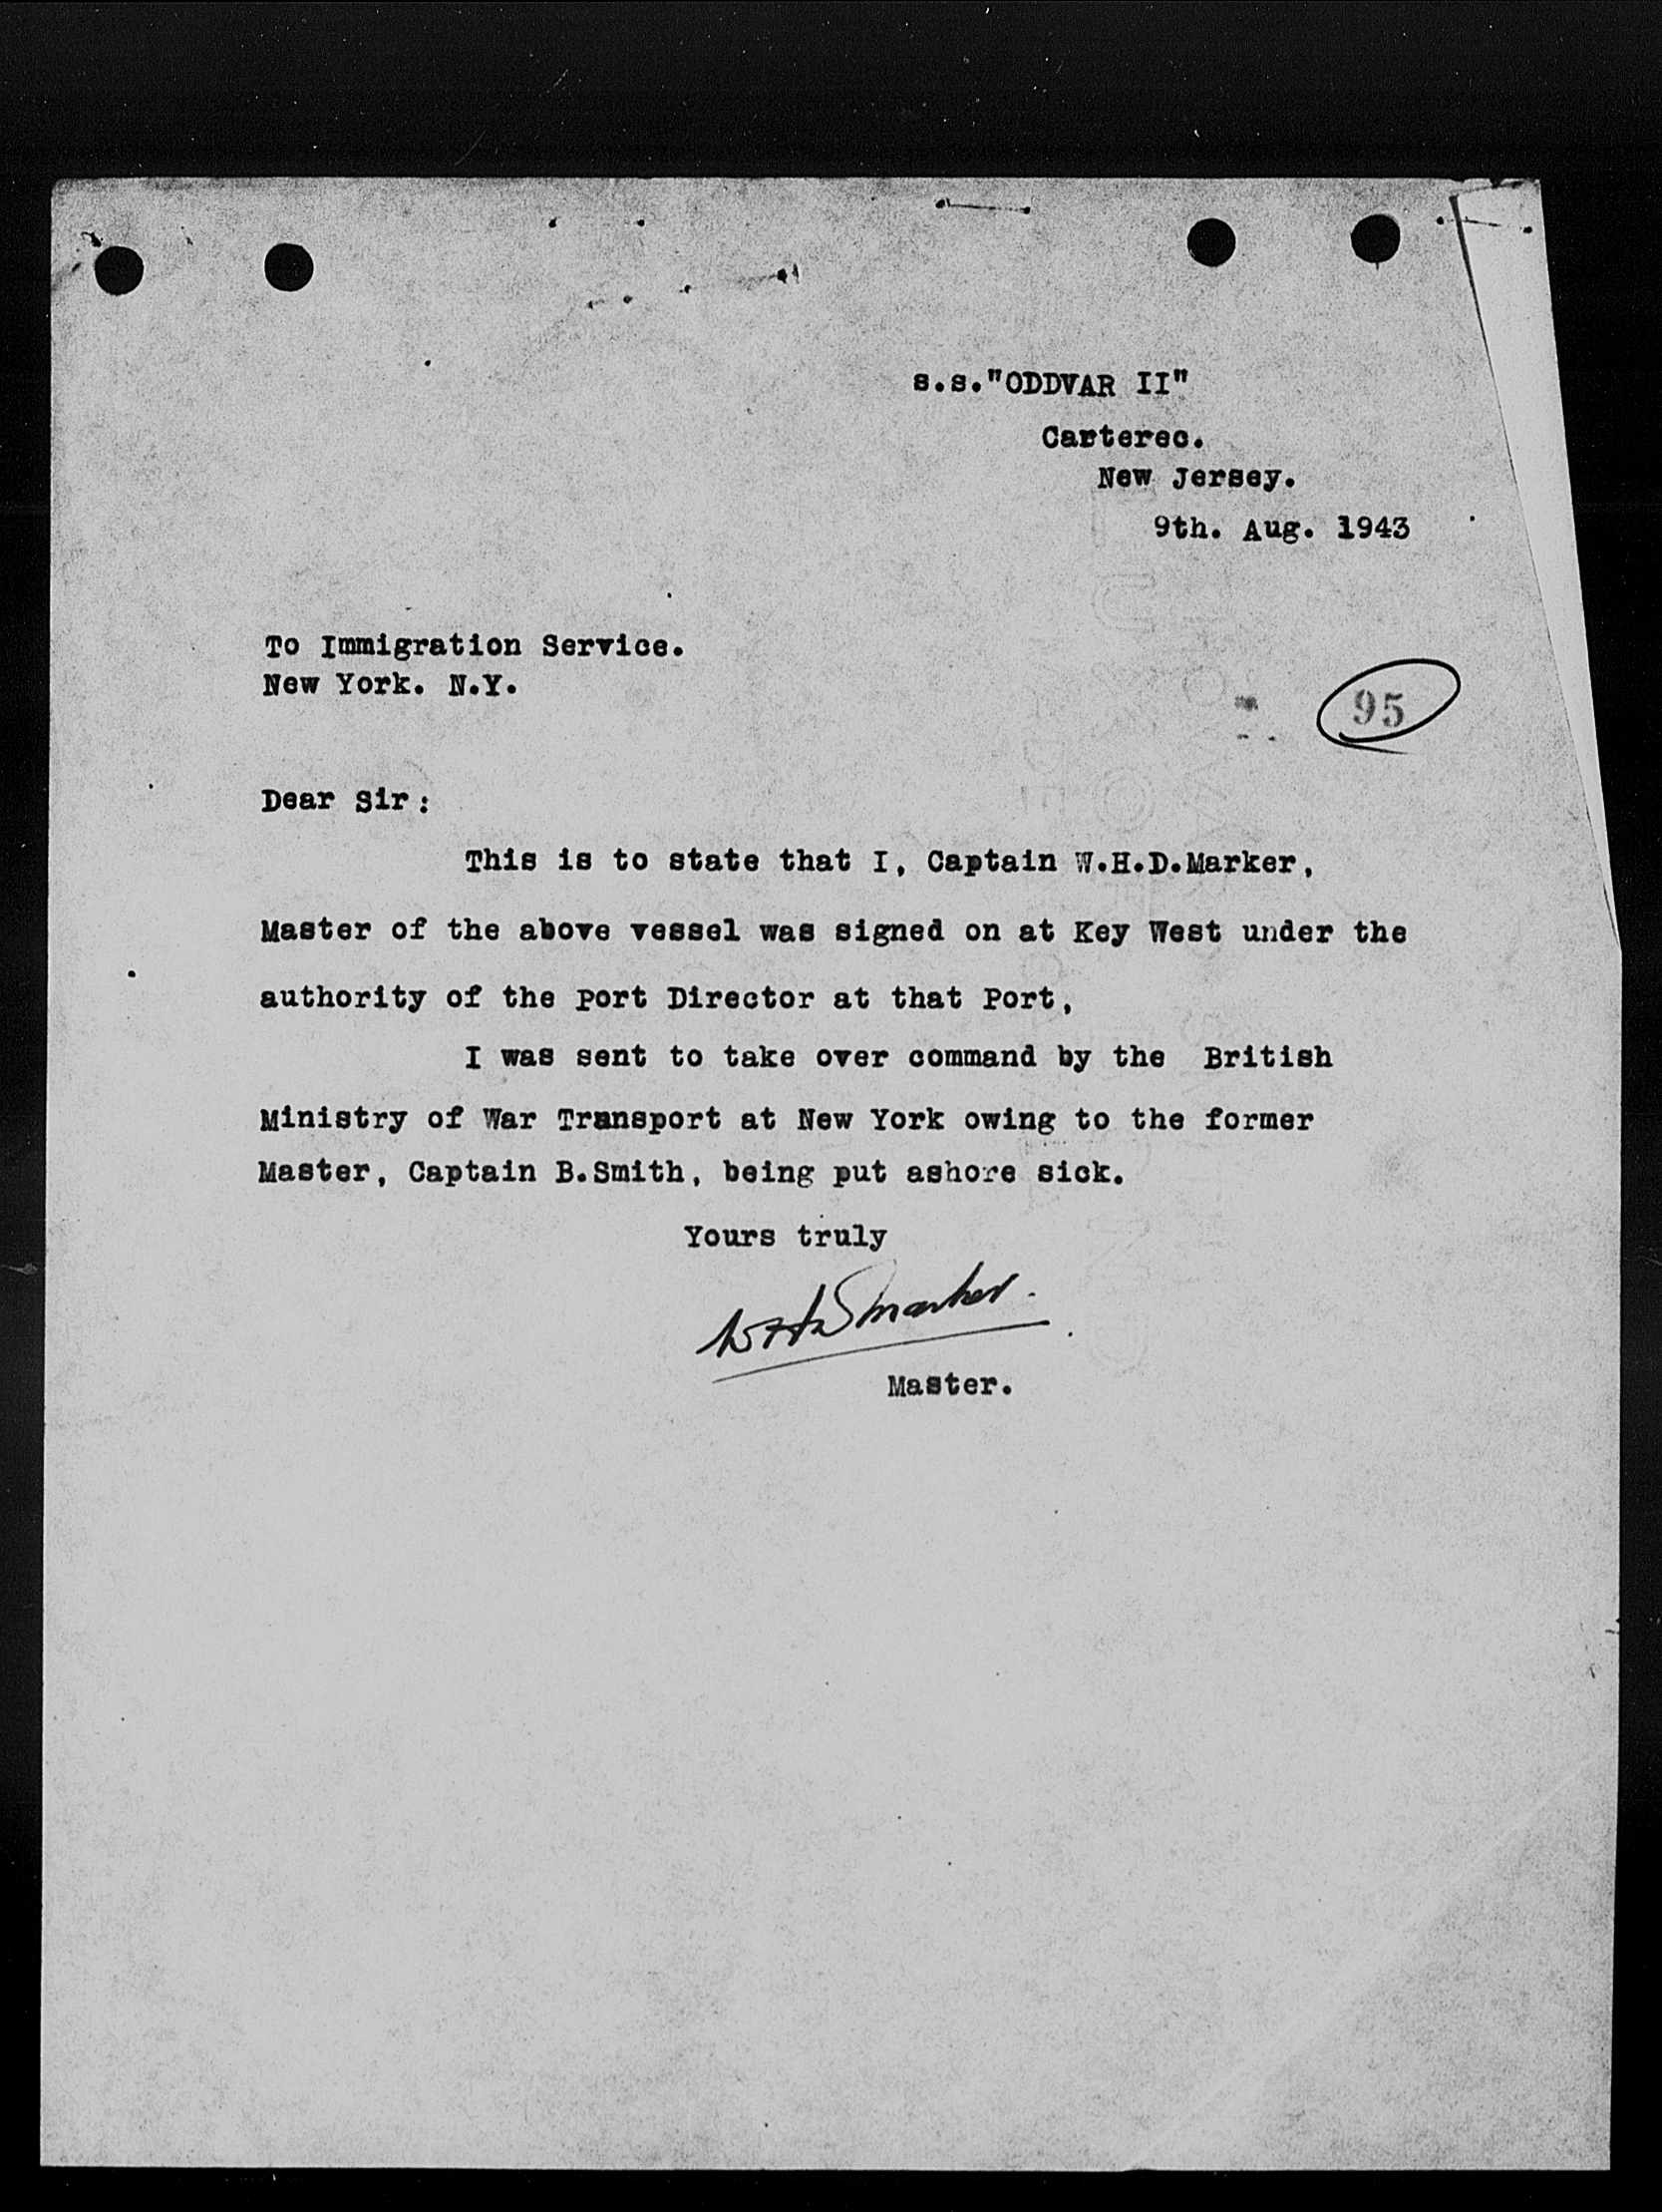 s.s."ODDVAR II"
Carterec.
New Jersey.
9th. Aug. 1943
To Immigration Service.
New York. N.Y.
95
Dear Sir:
This is to state that I, Captain W.H.D.Marker,
Master of the above vessel was signed on at Key West under the
authority of the port Director at that Port,
I was sent to take over command by the British
Ministry of War Transport at New York owing to the former
Master, Captain B.Smith, being put ashore sick.
Yours truly
WHDMarker.
Master.